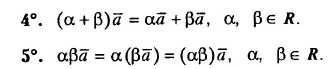 4°. (α + β)a̅ = αa̅ + βa̅, α, β ∈ R.
5°. αβa̅ = α(βa̅) = (αβ)a̅, α, β ∈ R.